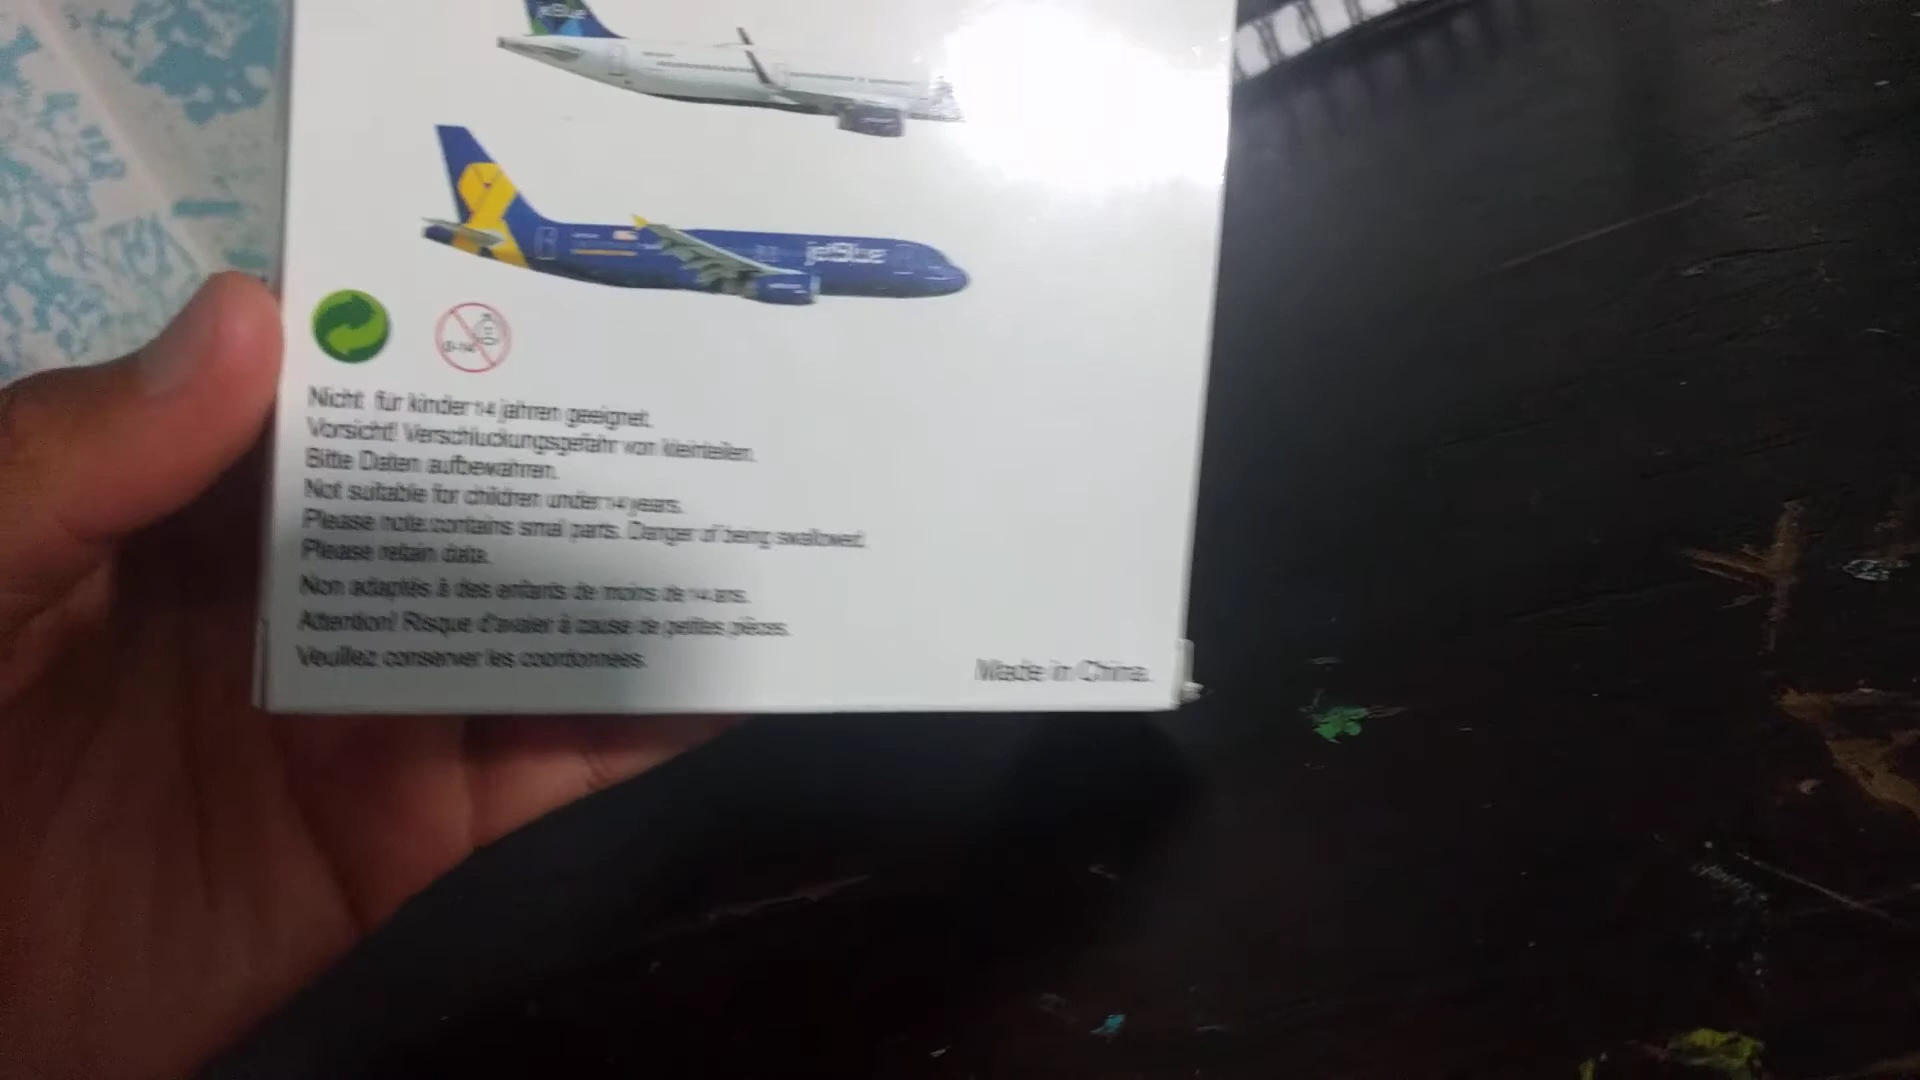 jetBlue
jetBlue
Nicht für kinder 14 jahren geeignet.
Vorsicht! Verschluckungsgefahr von kleinteilen.
Bitte Daten aufbewahren.
Not suitable for children under 14 years.
Please note:contains smal parts. Danger of being swallowed.
Please retain data.
Non adaptés à des enfants de moins de 14 ans.
Attention! Risque d'avaler à cause de petites pièces.
Veuillez conserver les coordonnées.
Made in China.